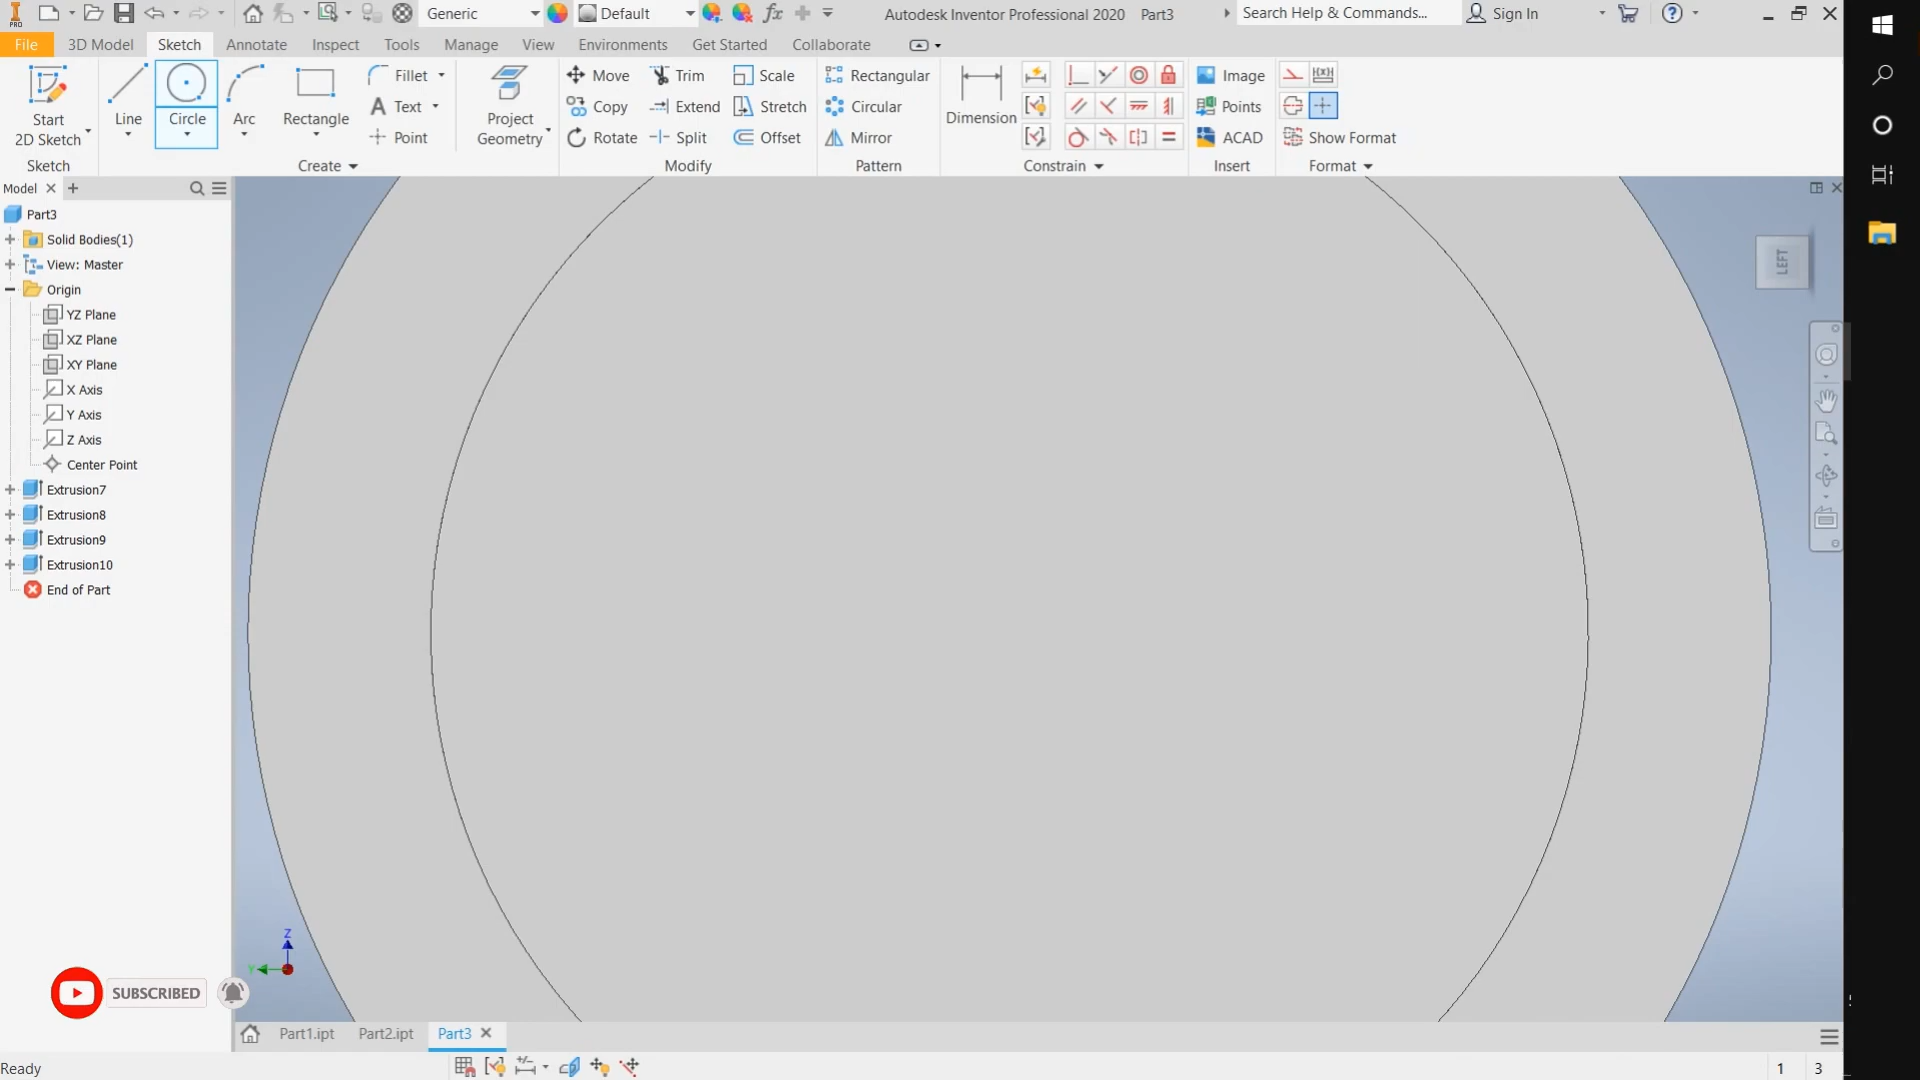 PRO
Generic
Default
fx
Autodesk Inventor Professional 2020 Part3
Search Help & Commands...
Sign In
File
3D Model
Sketch
Annotate
Inspect
Tools
Manage
View
Environments
Get Started
Collaborate
Start
2D Sketch
Line
Circle
Arc
Rectangle
Fillet
Text
Point
Project
Geometry
Move
Copy
Rotate
Trim
Extend
Split
Scale
Stretch
Offset
Rectangular
Circular
Mirror
Dimension
Image
Points
ACAD
Show Format
Sketch
Create
Modify
Pattern
Constrain
Insert
Format
Model
Part3
Solid Bodies(1)
View: Master
Origin
YZ Plane
XZ Plane
XY Plane
X Axis
Y Axis
Z Axis
Center Point
Extrusion7
Extrusion8
Extrusion9
Extrusion10
End of Part
LEFT
Z
Y
SUBSCRIBED
Part1.ipt
Part2.ipt
Part3
Ready
1 3